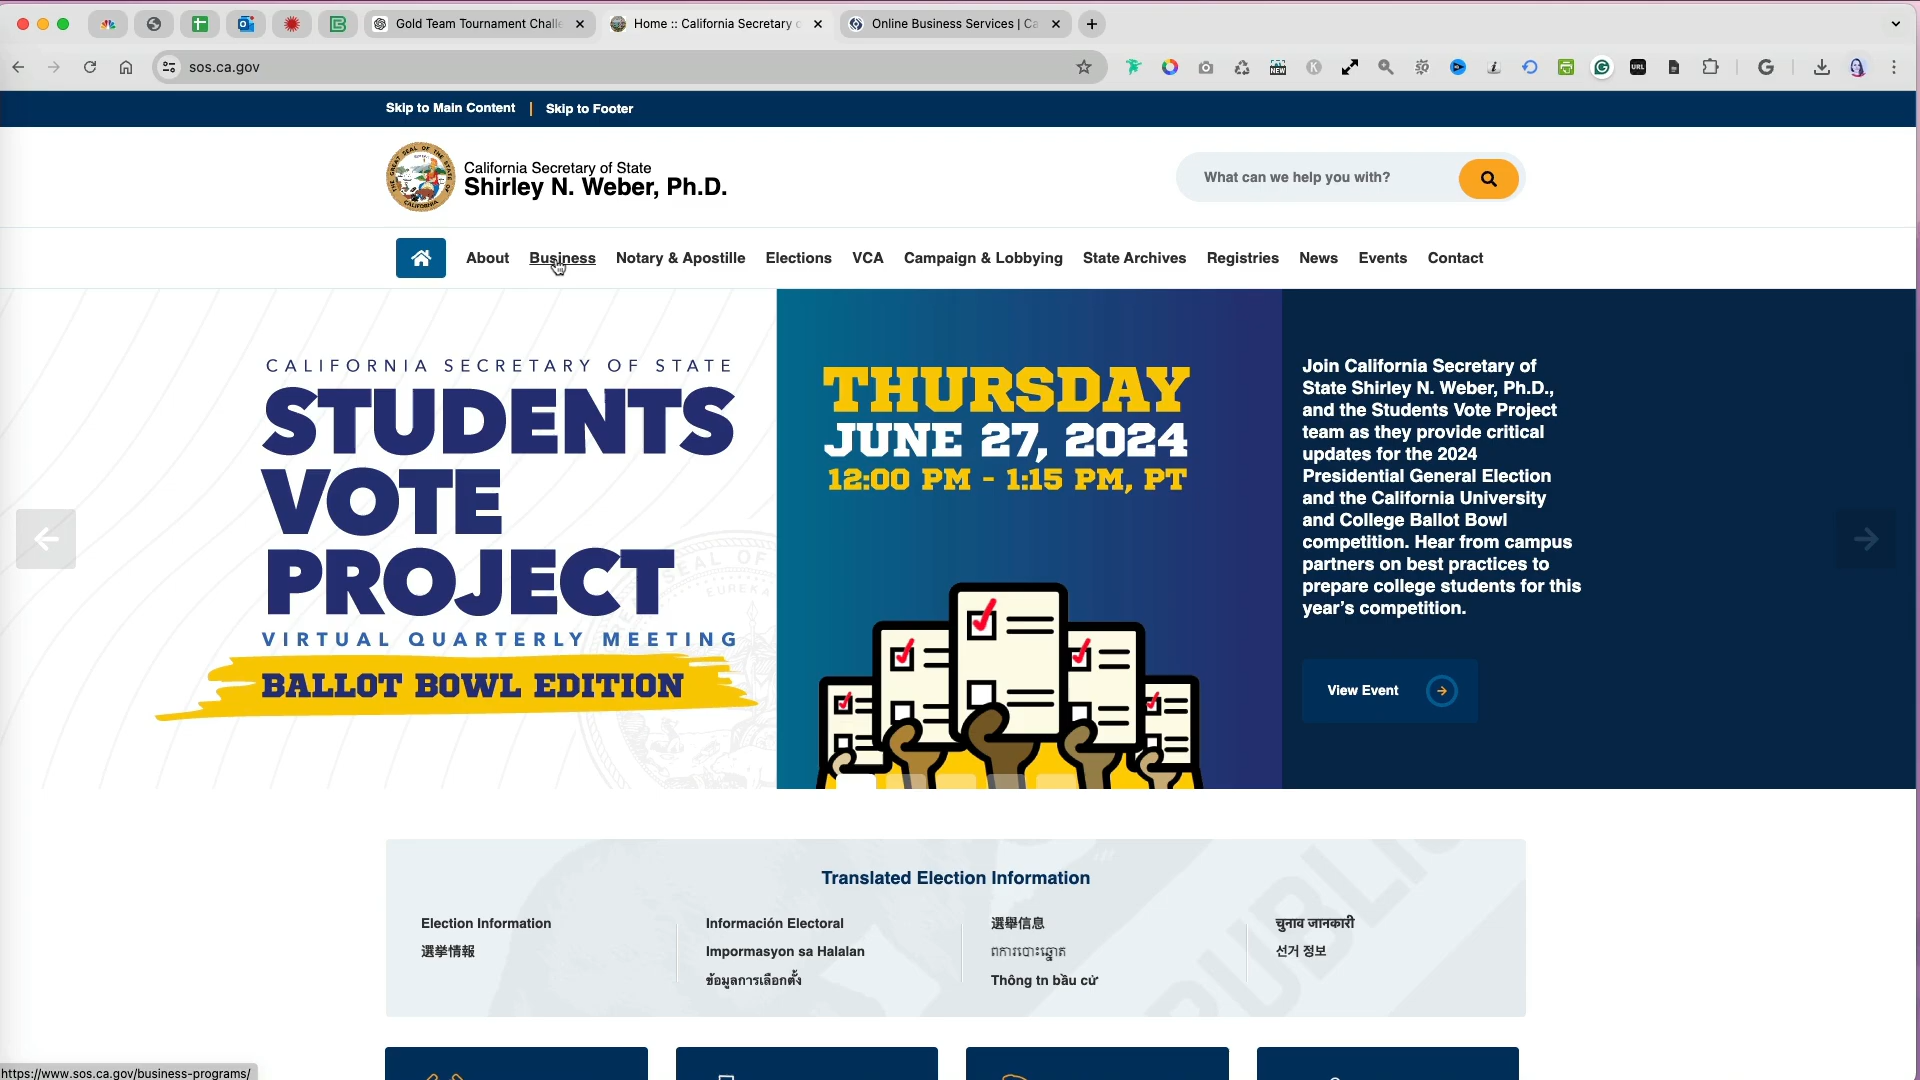 Gold Team Tournament Challe
Home :: California Secretary o
Online Business Services | Ca
sos.ca.gov
Skip to Main Content
Skip to Footer
California Secretary of State
Shirley N. Weber, Ph.D.
What can we help you with?
About
Business
Notary & Apostille
Elections
VCA
Campaign & Lobbying
State Archives
Registries
News
Events
Contact
CALIFORNIA SECRETARY OF STATE
STUDENTS
VOTE
PROJECT
VIRTUAL QUARTERLY MEETING
BALLOT BOWL EDITION
THURSDAY
JUNE 27, 2024
12:00 PM - 1:15 PM, PT
Join California Secretary of
State Shirley N. Weber, Ph.D.,
and the Students Vote Project
team as they provide critical
updates for the 2024
Presidential General Election
and the California University
and College Ballot Bowl
competition. Hear from campus
partners on best practices to
prepare college students for this
year's competition.
View Event
Translated Election Information
Election Information
選挙情報
Información Electoral
Impormasyon sa Halalan
ข้อมูลการเลือกตั้ง
選舉信息
ពការបោះឆ្នោត
Thông tn bầu cử
चुनाव जानकारी
선거 정보
https://www.sos.ca.gov/business-programs/